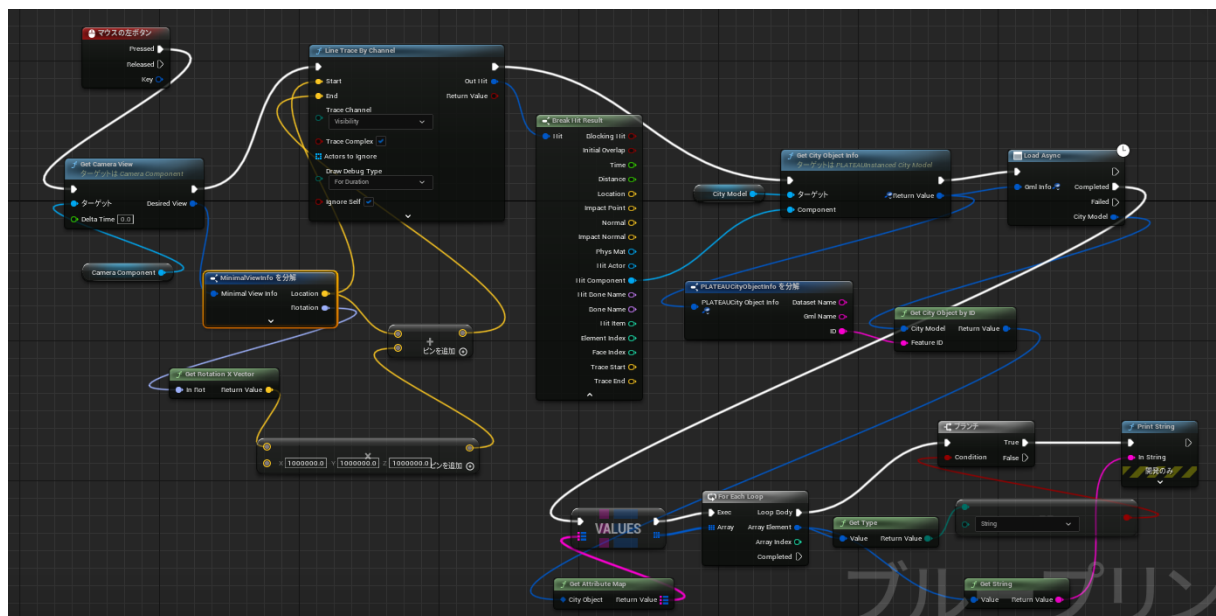 マウスの左ボタン
Pressed
Released
Key
Get Camera View
ターゲットは Camera Component
ターゲット
Desired View
Delta Time 0.0
Camera Component
Line Trace By Channel
Start
Out Hit
End
Return Value
Trace Channel
Visibility
Trace Complex
Actors to Ignore
Draw Debug Type
For Duration
Ignore Self
MinimalViewInfo を分解
Minimal View Info
Location
Rotation
ピンを追加
Get Rotation X Vector
In Rot
Return Value
X 1000000.0 Y 1000000.0 Z 1000000.0 ピンを追加
Break Hit Result
Hit
Blocking Hit
Initial Overlap
Time
Distance
Location
Impact Point
Normal
Impact Normal
Phys Mat
Hit Actor
Hit Component
Hit Bone Name
Bone Name
Hit Item
Element Index
Face Index
Trace Start
Trace End
City Model
Get City Object Info
ターゲットは PLATEAUInstanced City Model
ターゲット
Return Value
Component
Load Async
Gml Info
Completed
Failed
City Model
PLATEAUCityObjectInfo を分解
PLATEAUCity Object Info
Dataset Name
Gml Name
ID
Get City Object by ID
City Model
Return Value
Feature ID
VALUES
For Each Loop
Exec
Loop Body
Array
Array Element
Array Index
Completed
Get Attribute Map
City Object
Return Value
ブランチ
True
Condition
False
Print String
In String
開発のみ
Get Type
Value
Return Value
String
Get String
Value
Return Value
ブループリン